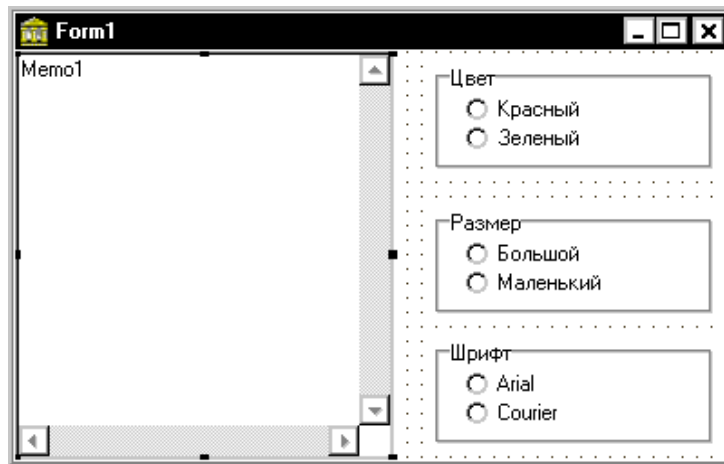 Form1
Memo1
Цвет
Красный
Зеленый
Размер
Большой
Маленький
Шрифт
Arial
Courier